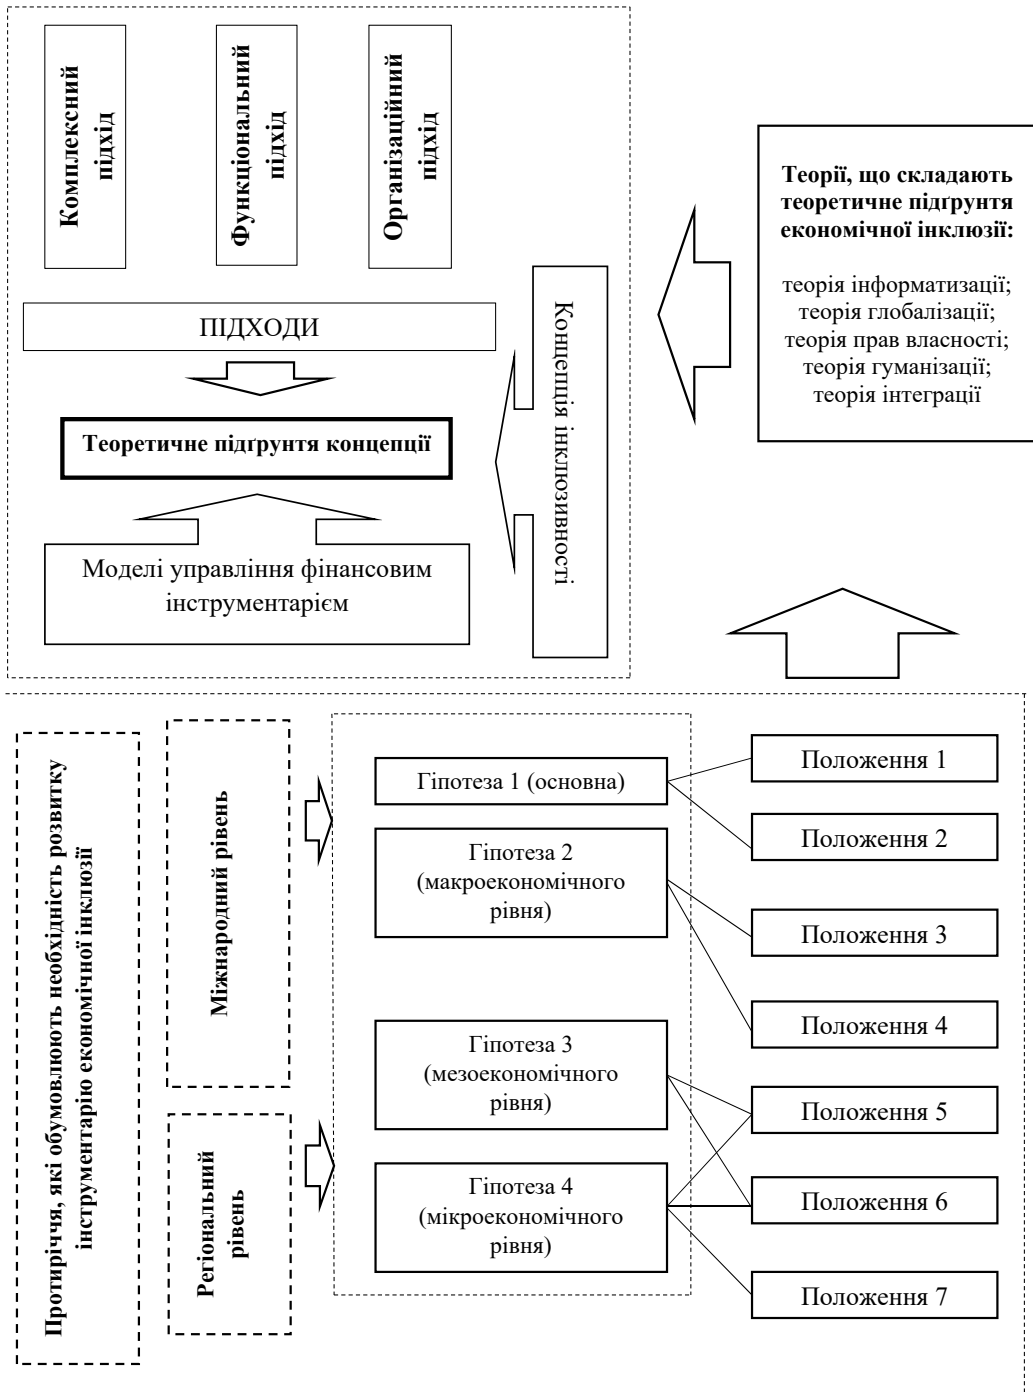 Комплексний
підхід
Функціональний
підхід
Організаційний
підхід
ПІДХОДИ
Теоретичне підґрунтя концепції
Моделі управління фінансовим
інструментарієм
Концепція інклюзивності
Теорії, що складають
теоретичне підґрунтя
економічної інклюзії:
теорія інформатизації;
теорія глобалізації;
теорія прав власності;
теорія гуманізації;
теорія інтеграції
Протиріччя, які обумовлюють необхідність розвитку
інструментарію економічної інклюзії
Міжнародний рівень
Регіональний
рівень
Гіпотеза 1 (основна)
Гіпотеза 2
(макроекономічного
рівня)
Гіпотеза 3
(мезоекономічного
рівня)
Гіпотеза 4
(мікроекономічного
рівня)
Положення 1
Положення 2
Положення 3
Положення 4
Положення 5
Положення 6
Положення 7